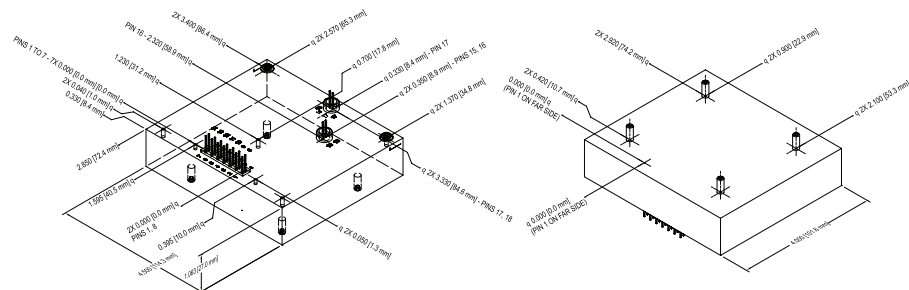 2X 3.400 [86.4 mm] q
PIN 16 - 2.320 [58.9 mm] q
1.230 [31.2 mm] q
PINS 1 TO 7 - 7X 0.000 [0.0 mm] q
2X 0.040 [1.0 mm] q
0.330 [8.4 mm] q
2.850 [72.4 mm]
1.595 [40.5 mm] q
2X 0.000 [0.0 mm] q
PINS 1, 8
0.395 [10.0 mm] q
1.063 [27.0 mm]
q 2X 2.570 [65.3 mm]
q 0.700 [17.8 mm]
q 0.330 [8.4 mm] - PIN 17
q 2X 0.350 [8.9 mm] - PINS 15, 16
q 2X 1.370 [34.8 mm]
q 2X 3.330 [84.6 mm] - PINS 17, 18
q 2X 0.050 [1.3 mm]
2X 2.920 [74.2 mm] q
2X 0.420 [10.7 mm] q
0.000 [0.0 mm] q
(PIN 1 ON FAR SIDE)
q 0.000 [0.0 mm]
(PIN 1 ON FAR SIDE)
q 2X 0.900 [22.9 mm]
q 2X 2.100 [53.3 mm]